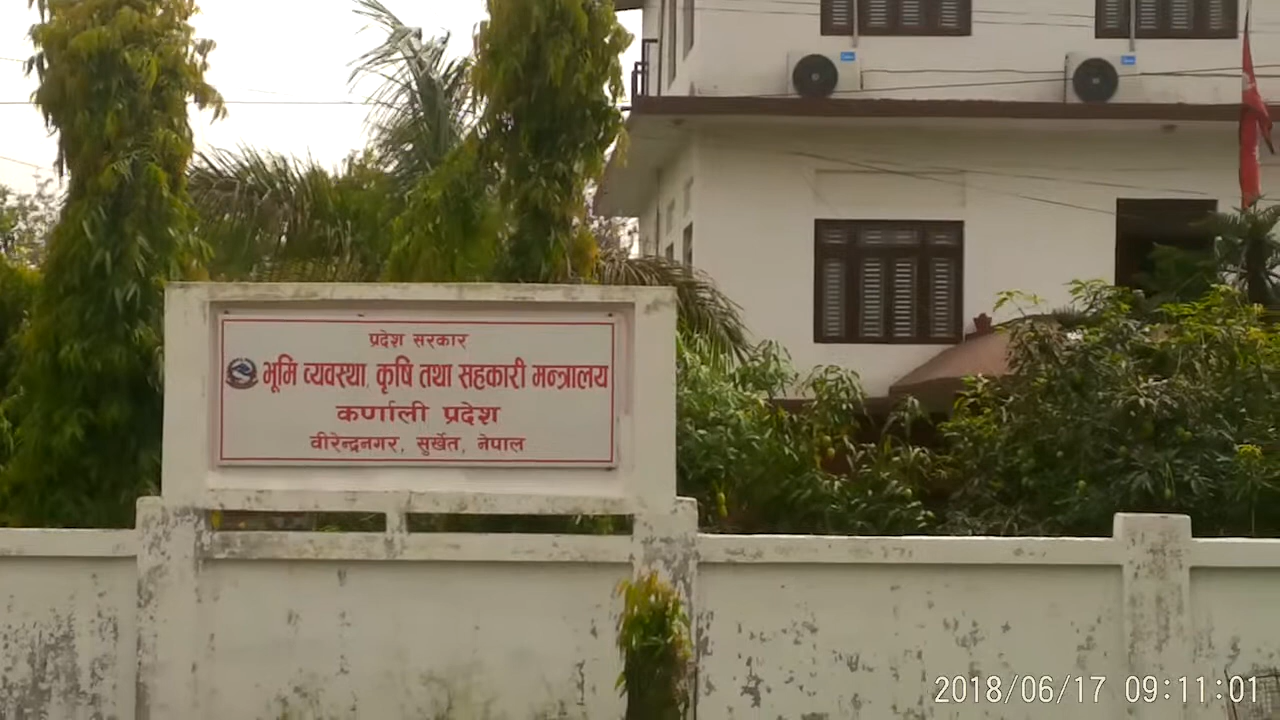 प्रदेश सरकार
भूमि व्यवस्था, कृषि तथा सहकारी मन्त्रालय
कर्णाली प्रदेश
वीरेन्द्रनगर, सुर्खेत, नेपाल
2018/06/17 09:11:01